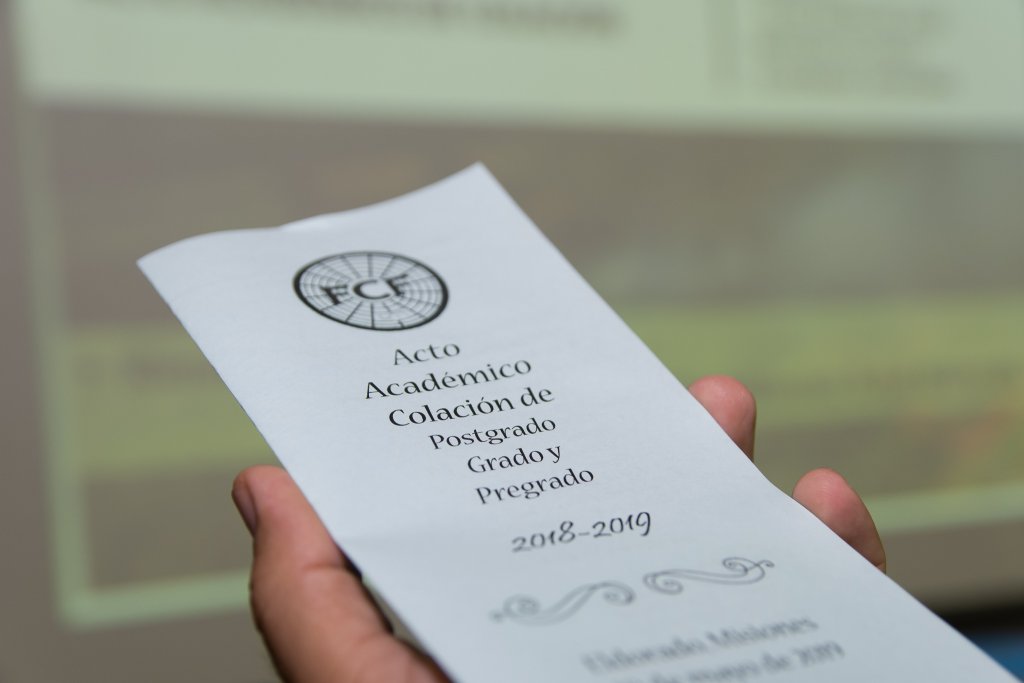 FCF
Acto
Académico
Colación de
Postgrado
Grado y
Pregrado
2018-2019
Eldorado Misiones
de mayo de 2019